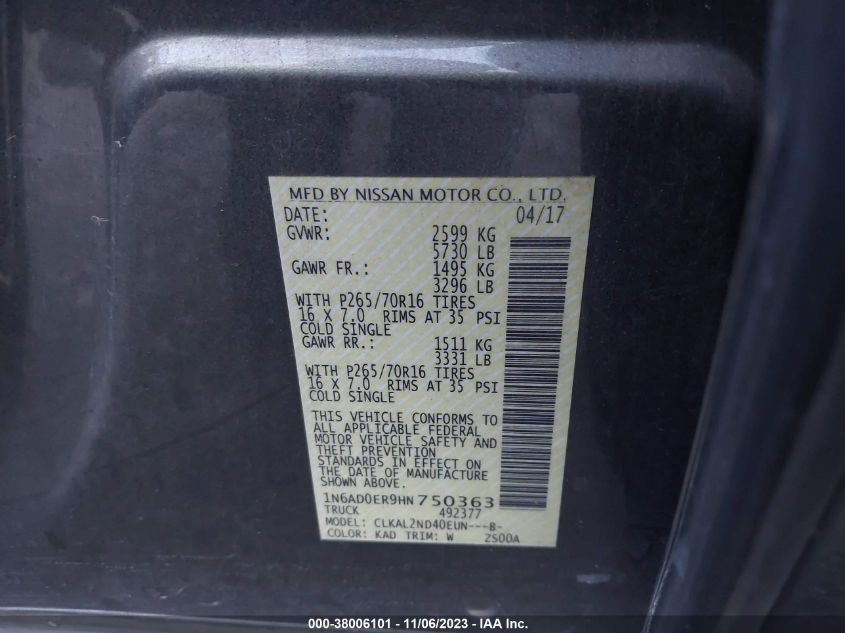 MFD BY NISSAN MOTOR CO., LTD.
DATE: 04/17
GVWR: 2599 KG
5730 LB
GAWR FR.: 1495 KG
3296 LB
WITH P265/70R16 TIRES
16 X 7.0 RIMS AT 35 PSI
COLD SINGLE
GAWR RR.: 1511 KG
3331 LB
WITH P265/70R16 TIRES
16 X 7.0 RIMS AT 35 PSI
COLD SINGLE
THIS VEHICLE CONFORMS TO
ALL APPLICABLE FEDERAL
MOTOR VEHICLE SAFETY AND
THEFT PREVENTION
STANDARDS IN EFFECT ON
THE DATE OF MANUFACTURE
SHOWN ABOVE.
1N6AD0ER9HN750363
TRUCK 492377
MODEL: CLKAL2ND40EUN---B-
COLOR: KAD TRIM: W 2S00A
000-38006101 - 11/06/2023 - IAA Inc.